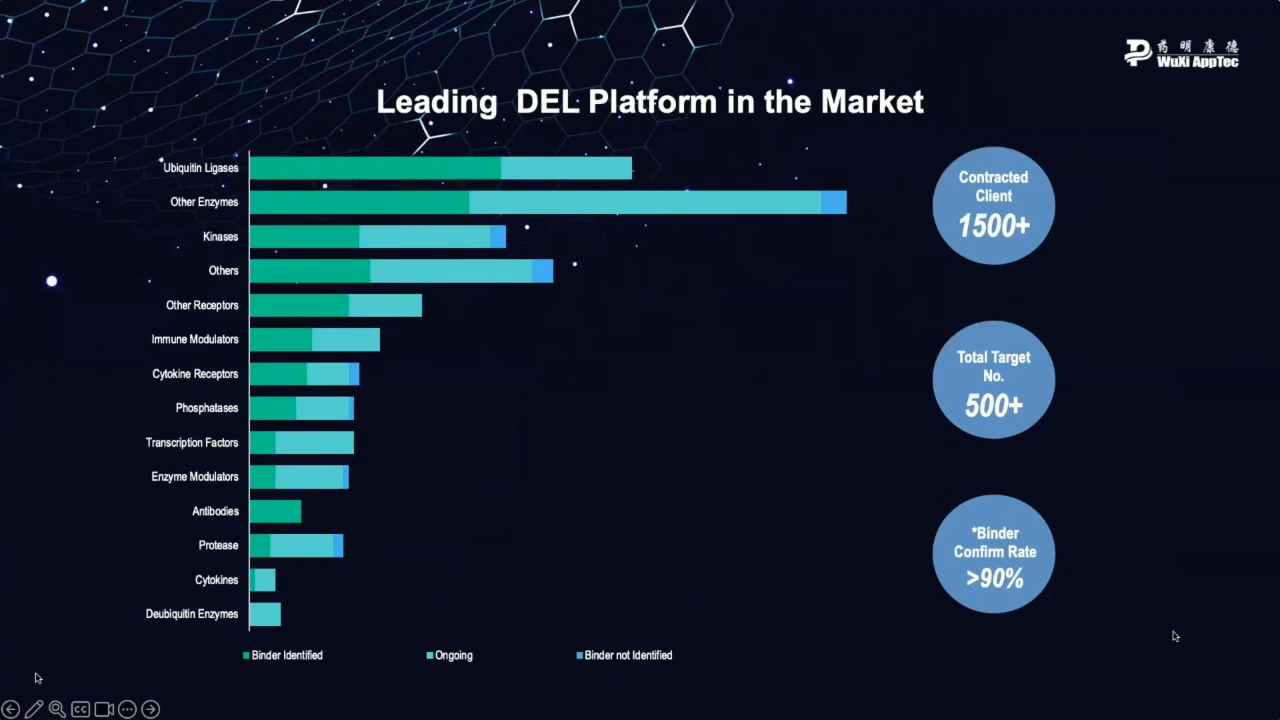 药明康德
WuXi AppTec
Leading DEL Platform in the Market
Ubiquitin Ligases
Other Enzymes
Kinases
Others
Other Receptors
Immune Modulators
Cytokine Receptors
Phosphatases
Transcription Factors
Enzyme Modulators
Antibodies
Protease
Cytokines
Deubiquitin Enzymes
Binder Identified
Ongoing
Binder not Identified
Contracted
Client
1500+
Total Target
No.
500+
*Binder
Confirm Rate
>90%
CC